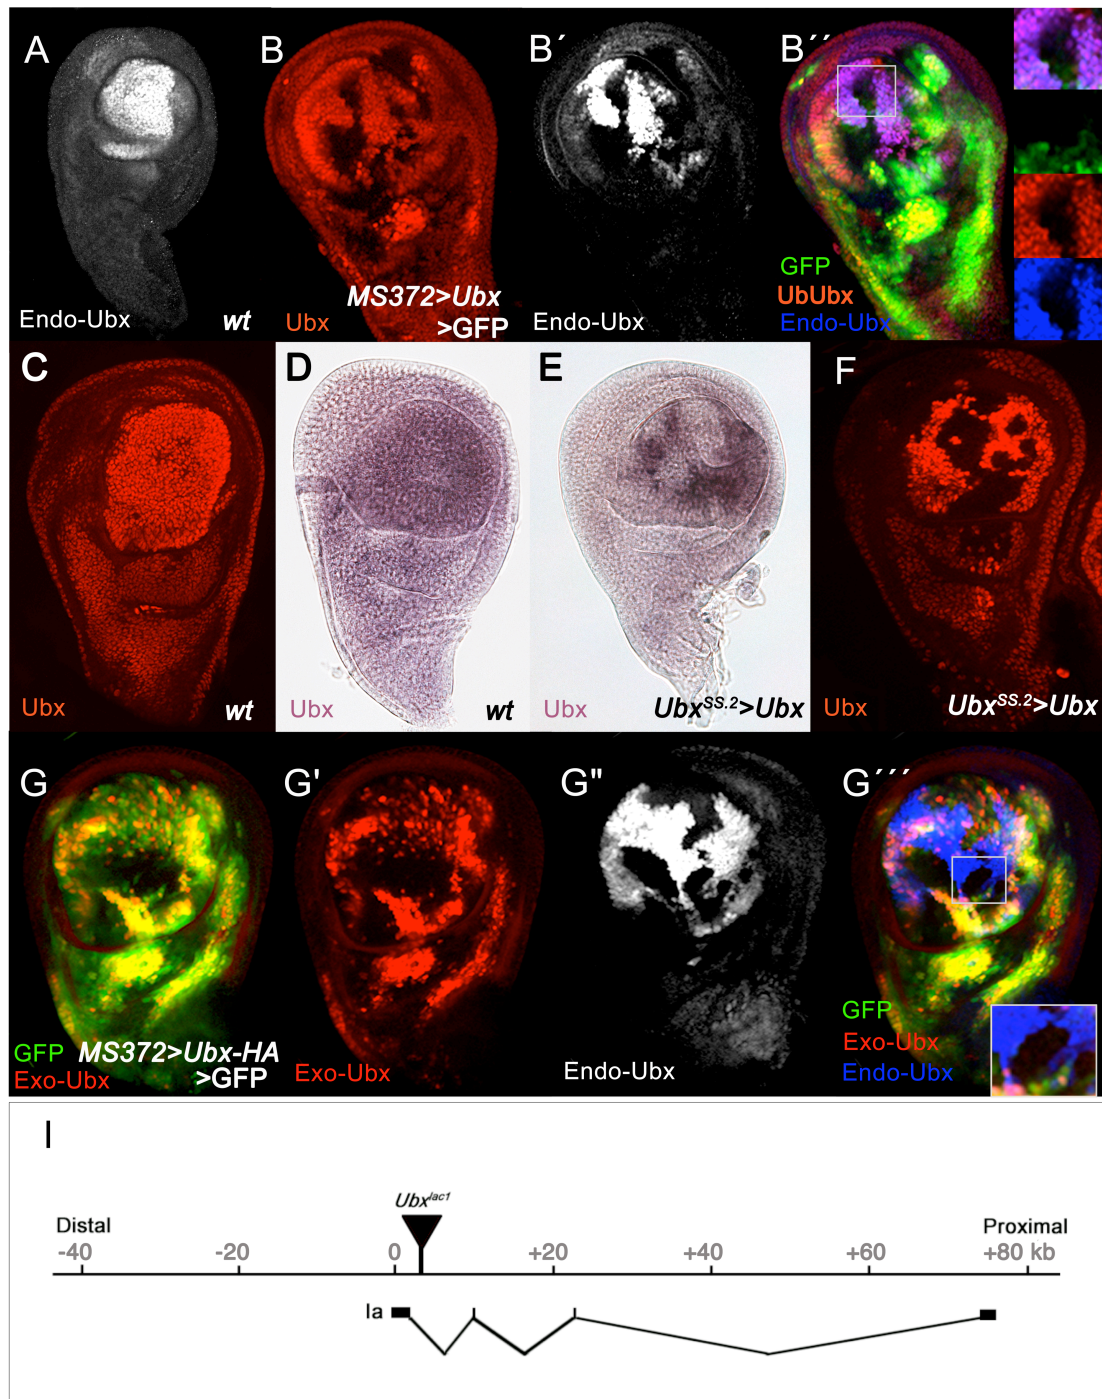 A
B
B´
B´´
Endo-Ubx
wt
Ubx
MS372>Ubx
>GFP
Endo-Ubx
GFP
UbUbx
Endo-Ubx
C
D
E
F
Ubx
wt
Ubx
wt
Ubx
UbxSS.2>Ubx
Ubx
UbxSS.2>Ubx
G
G'
G"
G´´´
GFP
MS372>Ubx-HA
Exo-Ubx
>GFP
Exo-Ubx
Endo-Ubx
GFP
Exo-Ubx
Endo-Ubx
I
Ubxlac1
Distal
Proximal
-40
-20
0
+20
+40
+60
+80 kb
Ia